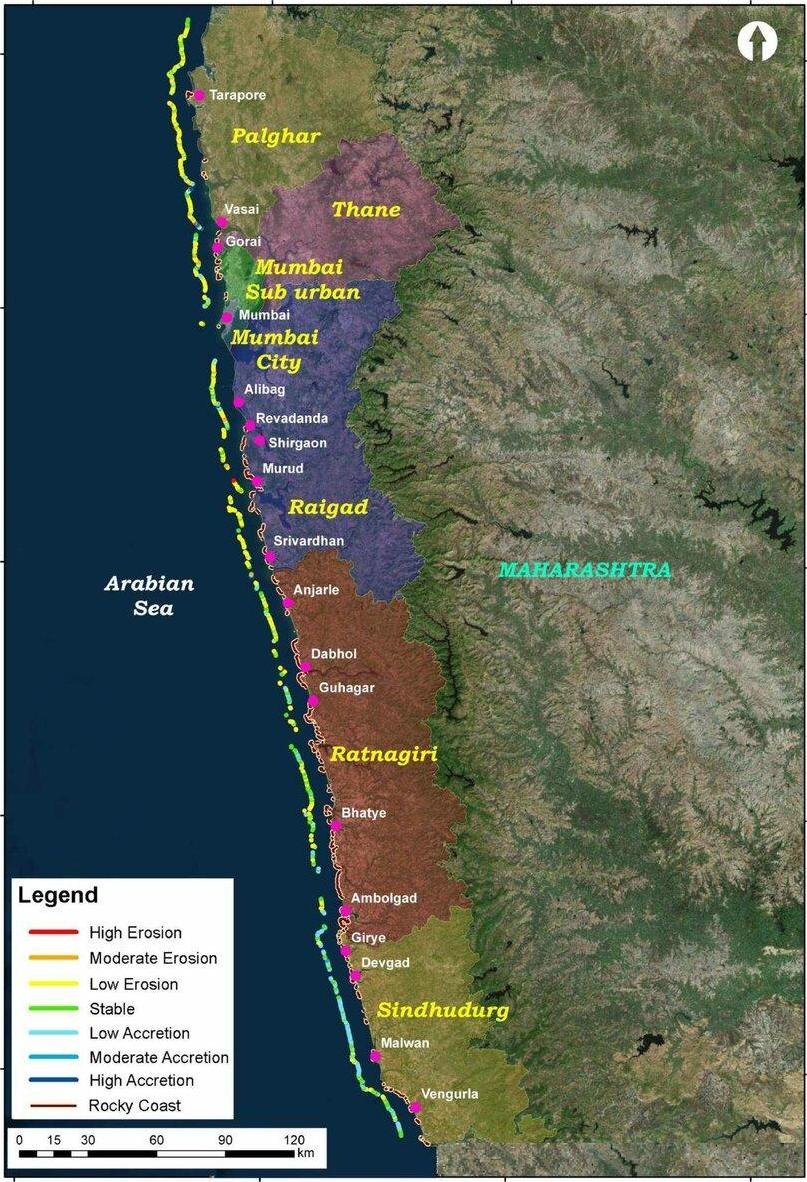 Tarapore
Palghar
Vasai
Thane
Gorai
Mumbai
Sub urban
Mumbai
Mumbai
City
Alibag
Revadanda
Shirgaon
Murud
Raigad
Srivardhan
MAHARASHTRA
Arabian
Sea
Anjarle
Dabhol
Guhagar
Ratnagiri
Bhatye
Ambolgad
Girye
Devgad
Sindhudurg
Malwan
Vengurla
Legend
High Erosion
Moderate Erosion
Low Erosion
Stable
Low Accretion
Moderate Accretion
High Accretion
Rocky Coast
0 15 30 60 90 120
km